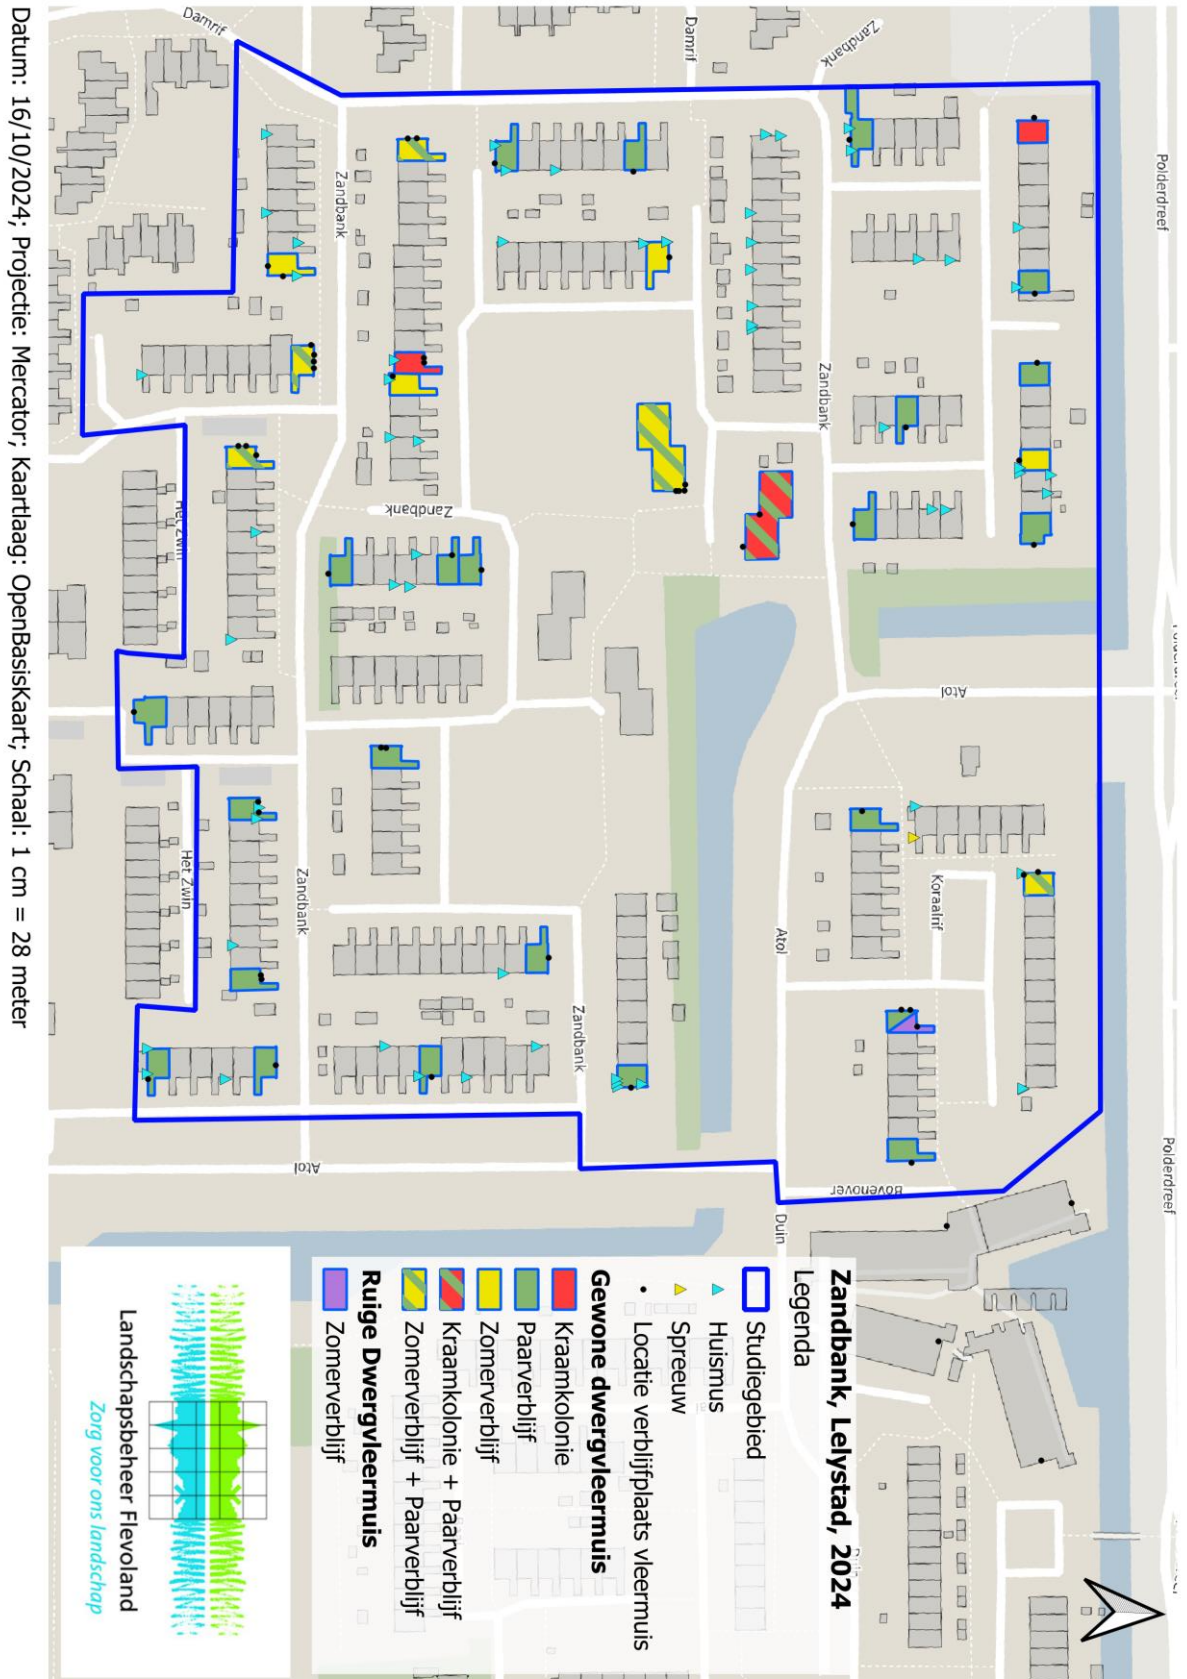 Zandbank, Lelystad, 2024
Legenda
Studiegebied
Huismus
Spreeuw
Locatie verblijfplaats vleermuis
Gewone dwergvleermuis
Kraamkolonie
Paarverblijf
Zomerverblijf
Kraamkolonie + Paarverblijf
Zomerverblijf + Paarverblijf
Ruige Dwergvleermuis
Zomerverblijf
Landschapsbeheer Flevoland
Zorg voor ons landschap
Polderdreef
Polderdreef
Damrif
Damrif
Zandbank
Zandbank
Zandbank
Zandbank
Zandbank
Zandbank
Het Zwin
Het Zwin
Atol
Atol
Atol
Koraalrif
Bovenover
Duin
Datum: 16/10/2024; Projectie: Mercator; Kaartlaag: OpenBasisKaart; Schaal: 1 cm = 28 meter